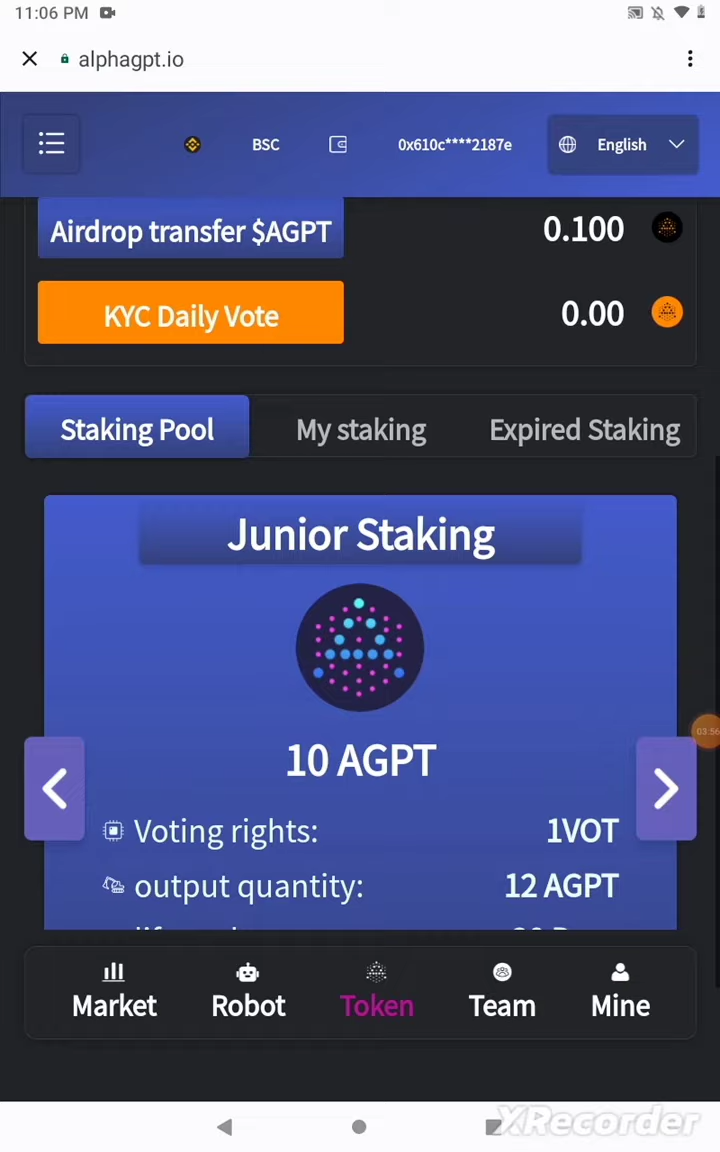 11:06 PM
alphagpt.io
BSC
0x610c****2187e
English
Airdrop transfer $AGPT
0.100
KYC Daily Vote
0.00
Staking Pool
My staking
Expired Staking
Junior Staking
10 AGPT
Voting rights:
1VOT
output quantity:
12 AGPT
03:56
Market
Robot
Token
Team
Mine
XRecorder